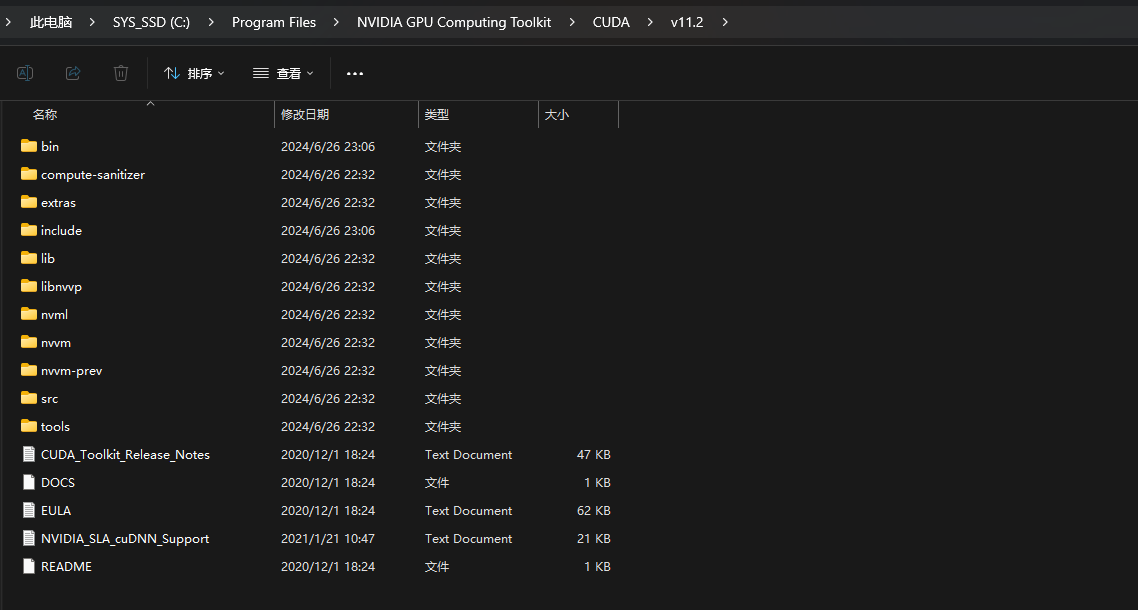 此电脑 SYS_SSD (C:) Program Files NVIDIA GPU Computing Toolkit CUDA v11.2
排序 查看
名称 修改日期 类型 大小
bin 2024/6/26 23:06 文件夹
compute-sanitizer 2024/6/26 22:32 文件夹
extras 2024/6/26 22:32 文件夹
include 2024/6/26 23:06 文件夹
lib 2024/6/26 22:32 文件夹
libnvvp 2024/6/26 22:32 文件夹
nvml 2024/6/26 22:32 文件夹
nvvm 2024/6/26 22:32 文件夹
nvvm-prev 2024/6/26 22:32 文件夹
src 2024/6/26 22:32 文件夹
tools 2024/6/26 22:32 文件夹
CUDA_Toolkit_Release_Notes 2020/12/1 18:24 Text Document 47 KB
DOCS 2020/12/1 18:24 文件 1 KB
EULA 2020/12/1 18:24 Text Document 62 KB
NVIDIA_SLA_cuDNN_Support 2021/1/21 10:47 Text Document 21 KB
README 2020/12/1 18:24 文件 1 KB